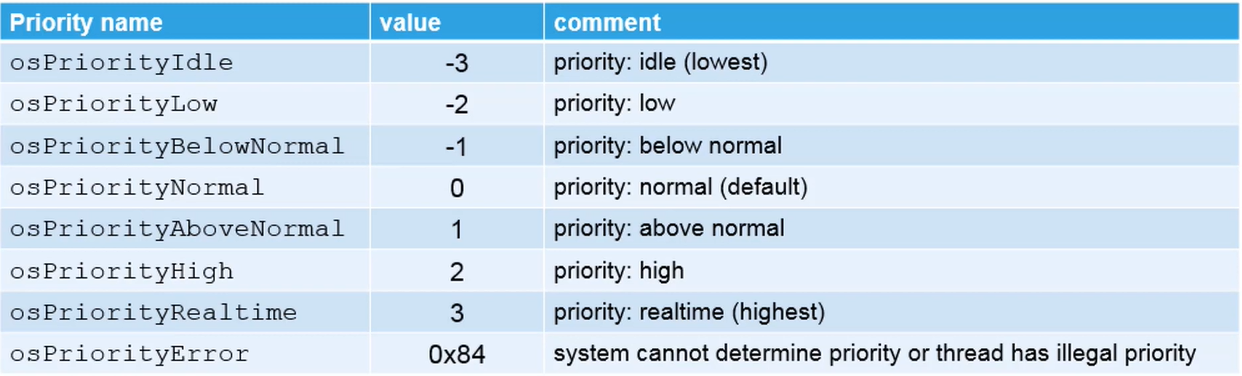 Priority name value comment
osPriorityIdle -3 priority: idle (lowest)
osPriorityLow -2 priority: low
osPriorityBelowNormal -1 priority: below normal
osPriorityNormal 0 priority: normal (default)
osPriorityAboveNormal 1 priority: above normal
osPriorityHigh 2 priority: high
osPriorityRealtime 3 priority: realtime (highest)
osPriorityError 0x84 system cannot determine priority or thread has illegal priority